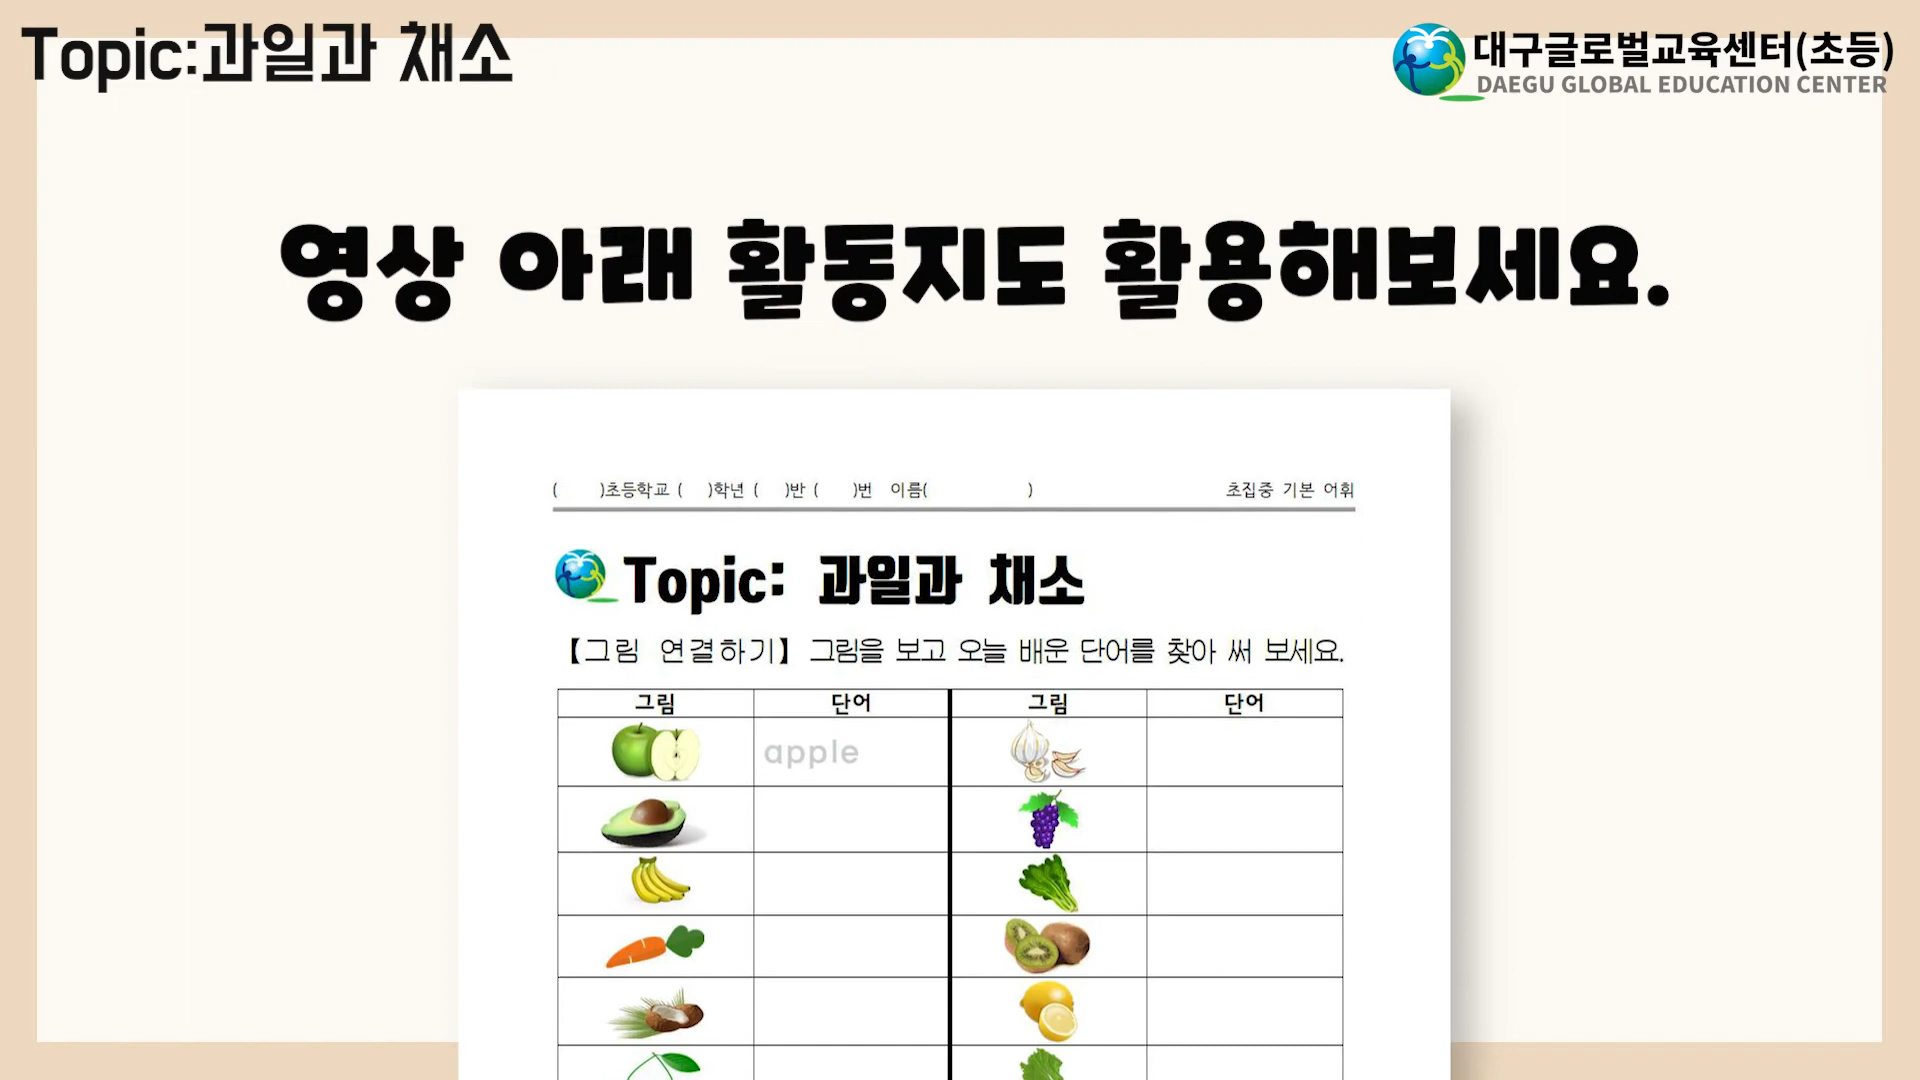 Topic:과일과 채소
대구글로벌교육센터(초등)
DAEGU GLOBAL EDUCATION CENTER
영상 아래 활동지도 활용해보세요.
( )초등학교 ( )학년 ( )반 ( )번 이름( ) 초집중 기본 어휘
Topic: 과일과 채소
【그림 연결하기】 그림을 보고 오늘 배운 단어를 찾아 써 보세요.
그림 단어 그림 단어
apple